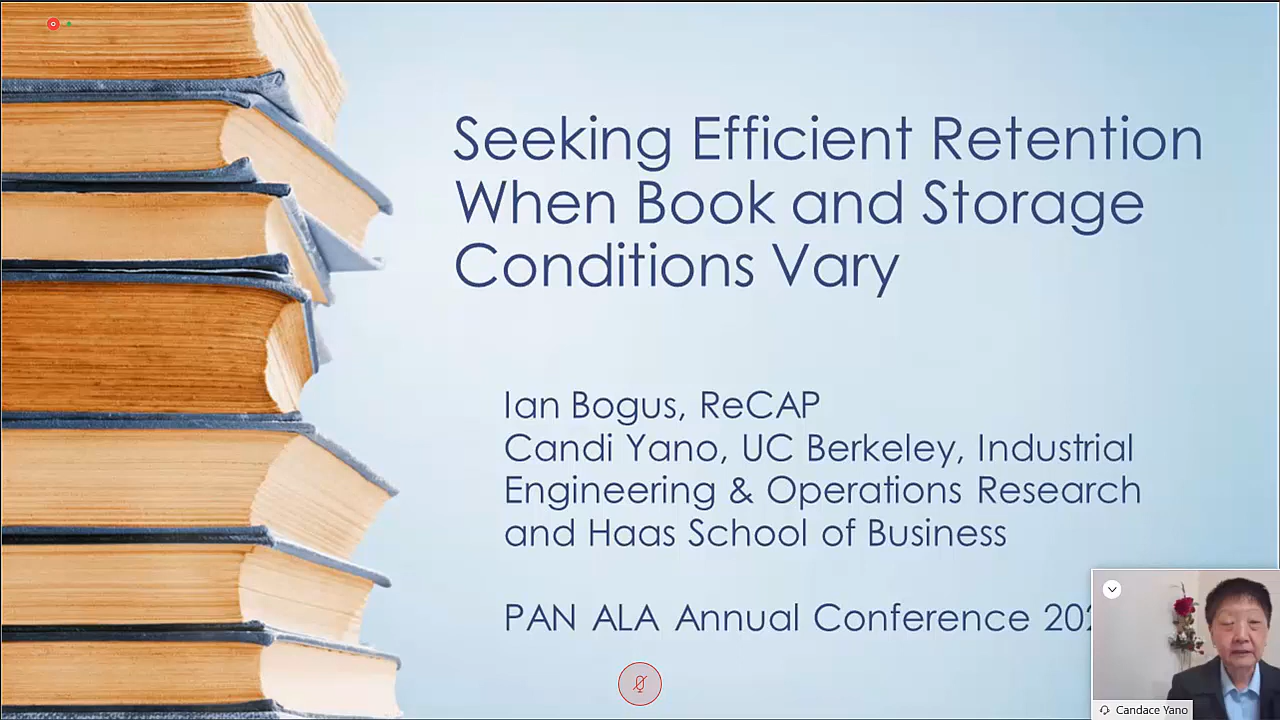 Seeking Efficient Retention
When Book and Storage
Conditions Vary
Ian Bogus, ReCAP
Candi Yano, UC Berkeley, Industrial
Engineering & Operations Research
and Haas School of Business
PAN ALA Annual Conference
Candace Yano